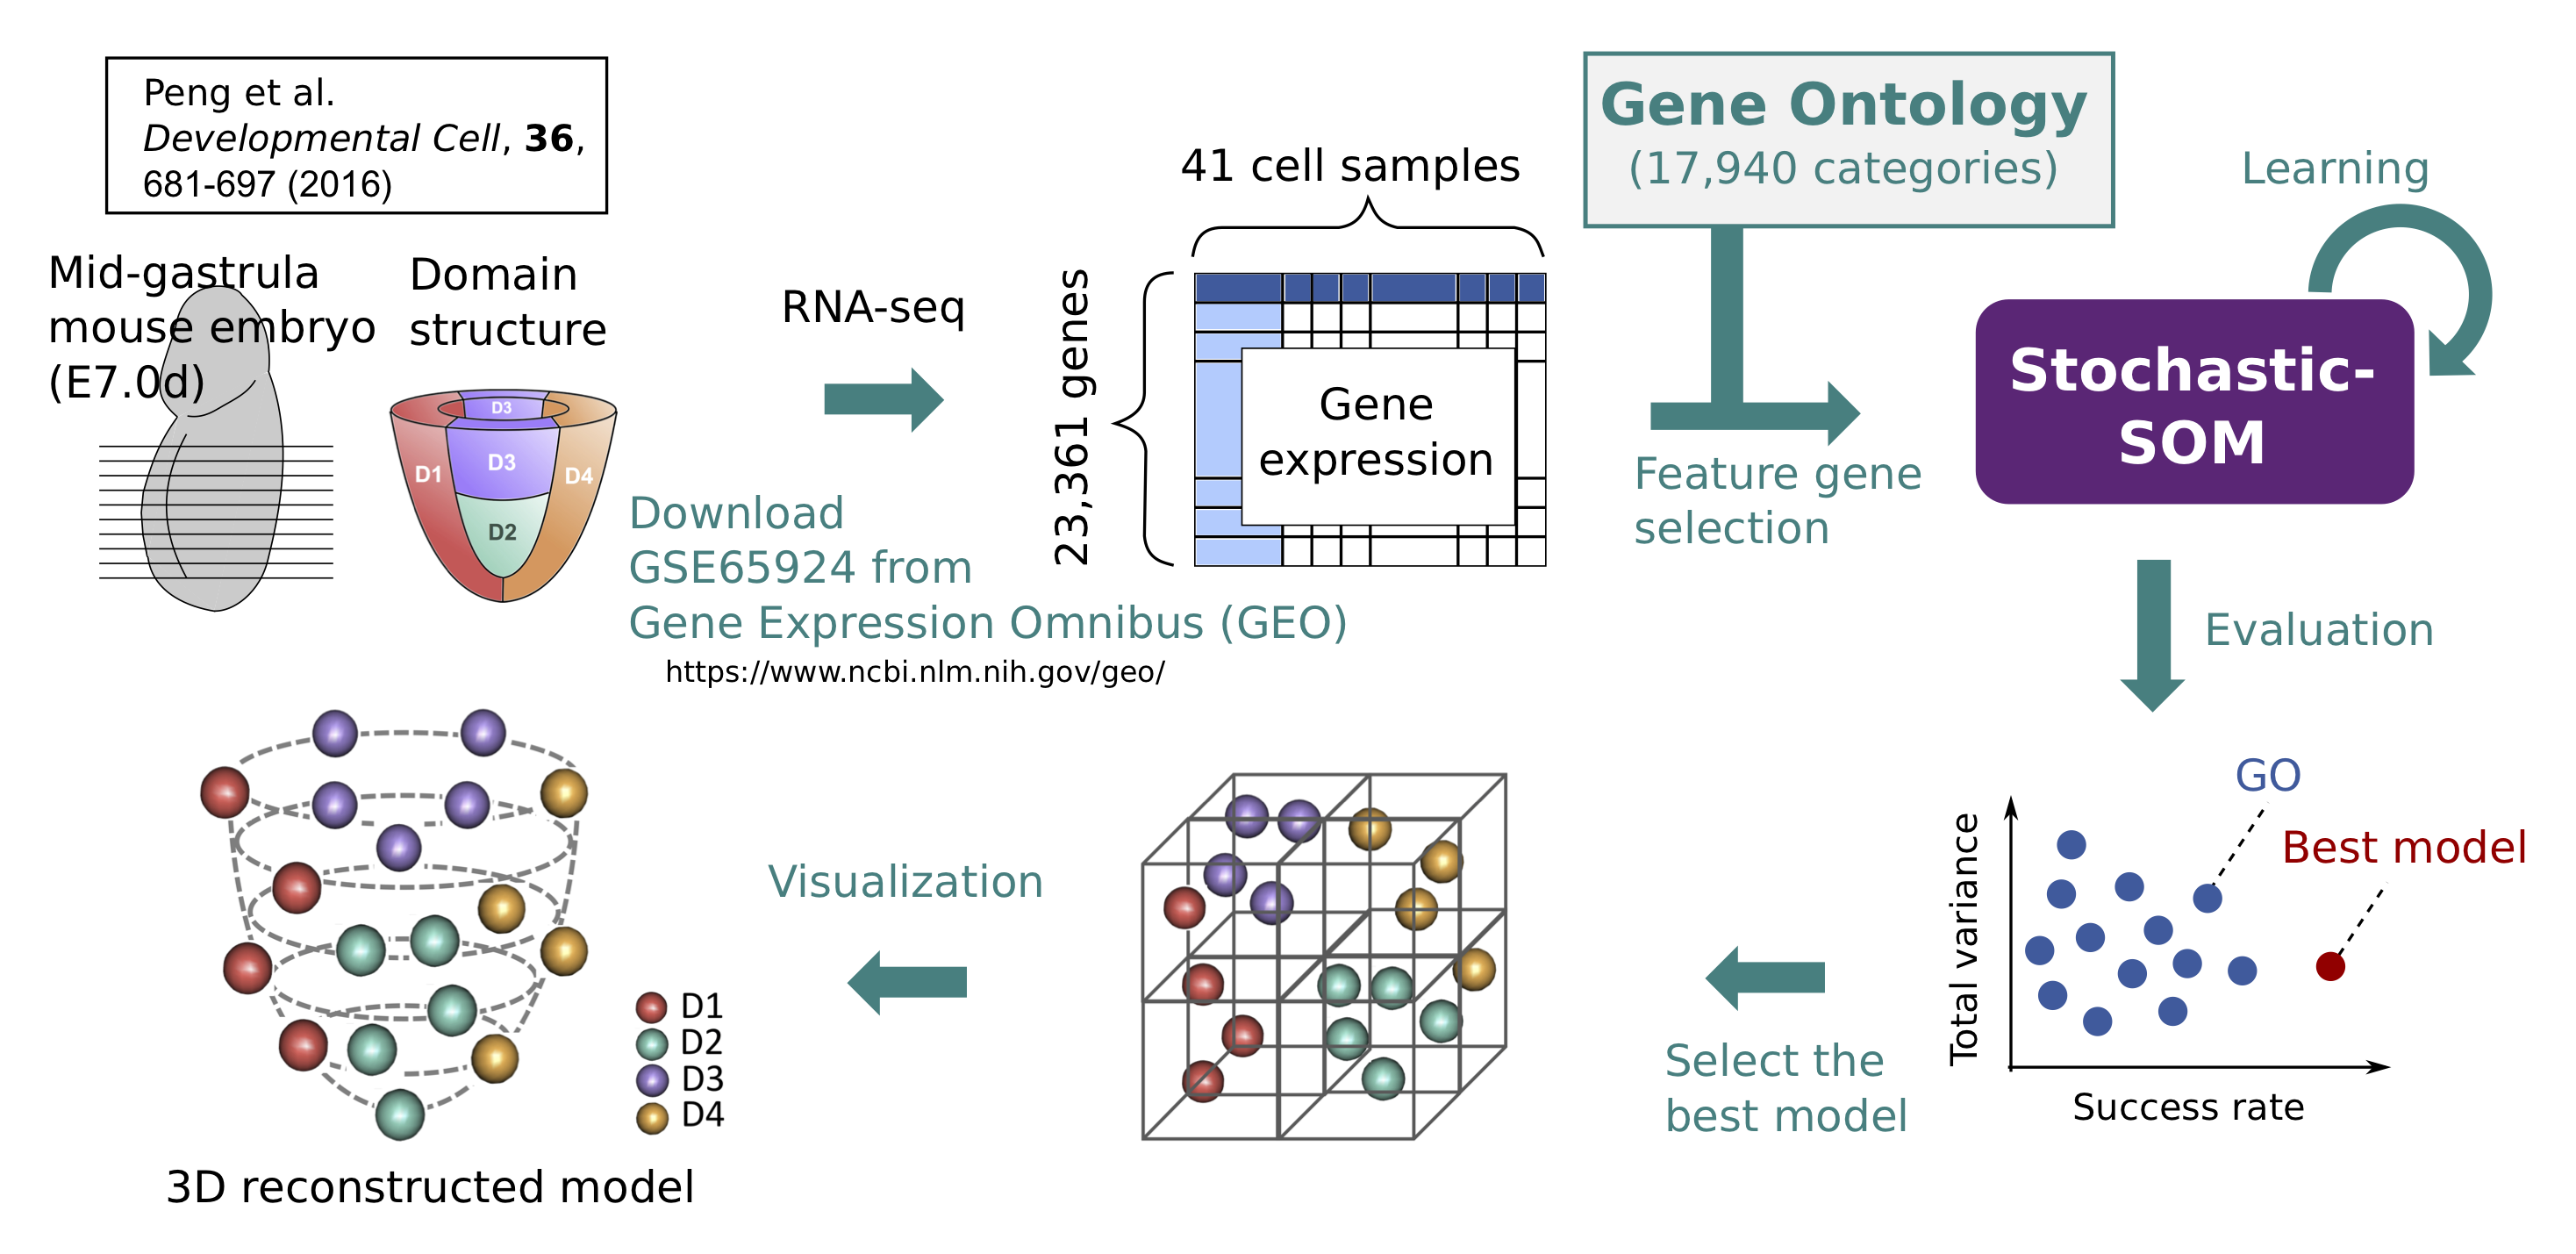 Peng et al.
Developmental Cell, 36,
681-697 (2016)
Mid-gastrula
mouse embryo
(E7.0d)
Domain
structure
D3
D1
D3
D4
D2
RNA-seq
Download
GSE65924 from
Gene Expression Omnibus (GEO)
https://www.ncbi.nlm.nih.gov/geo/
41 cell samples
23,361 genes
Gene
expression
Gene Ontology
(17,940 categories)
Feature gene
selection
Learning
Stochastic-
SOM
Evaluation
GO
Best model
Total variance
Success rate
Select the
best model
Visualization
D1
D2
D3
D4
3D reconstructed model